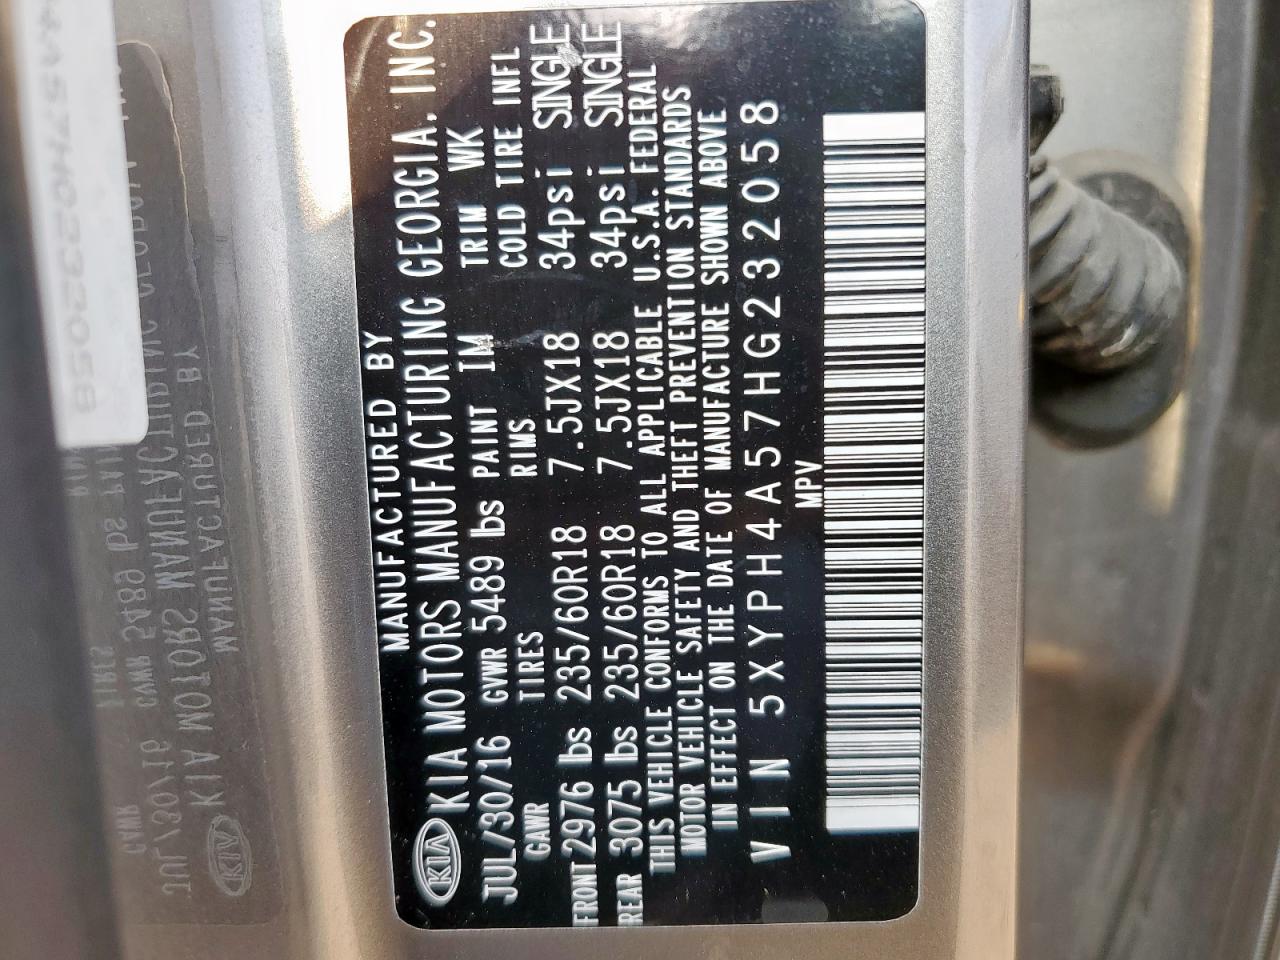 MANUFACTURED BY
KIA KIA MOTORS MANUFACTURING GEORGIA, INC.
JUL/30/16 GVWR 5489 lbs PAINT IM TRIM WK
GAWR TIRES RIMS COLD TIRE INFL
FRONT 2976 lbs 235/60R18 7.5JX18 34psi SINGLE
REAR 3075 lbs 235/60R18 7.5JX18 34psi SINGLE
THIS VEHICLE CONFORMS TO ALL APPLICABLE U.S.A. FEDERAL
MOTOR VEHICLE SAFETY AND THEFT PREVENTION STANDARDS
IN EFFECT ON THE DATE OF MANUFACTURE SHOWN ABOVE
VIN 5XYPH4A57HG232058
MPV